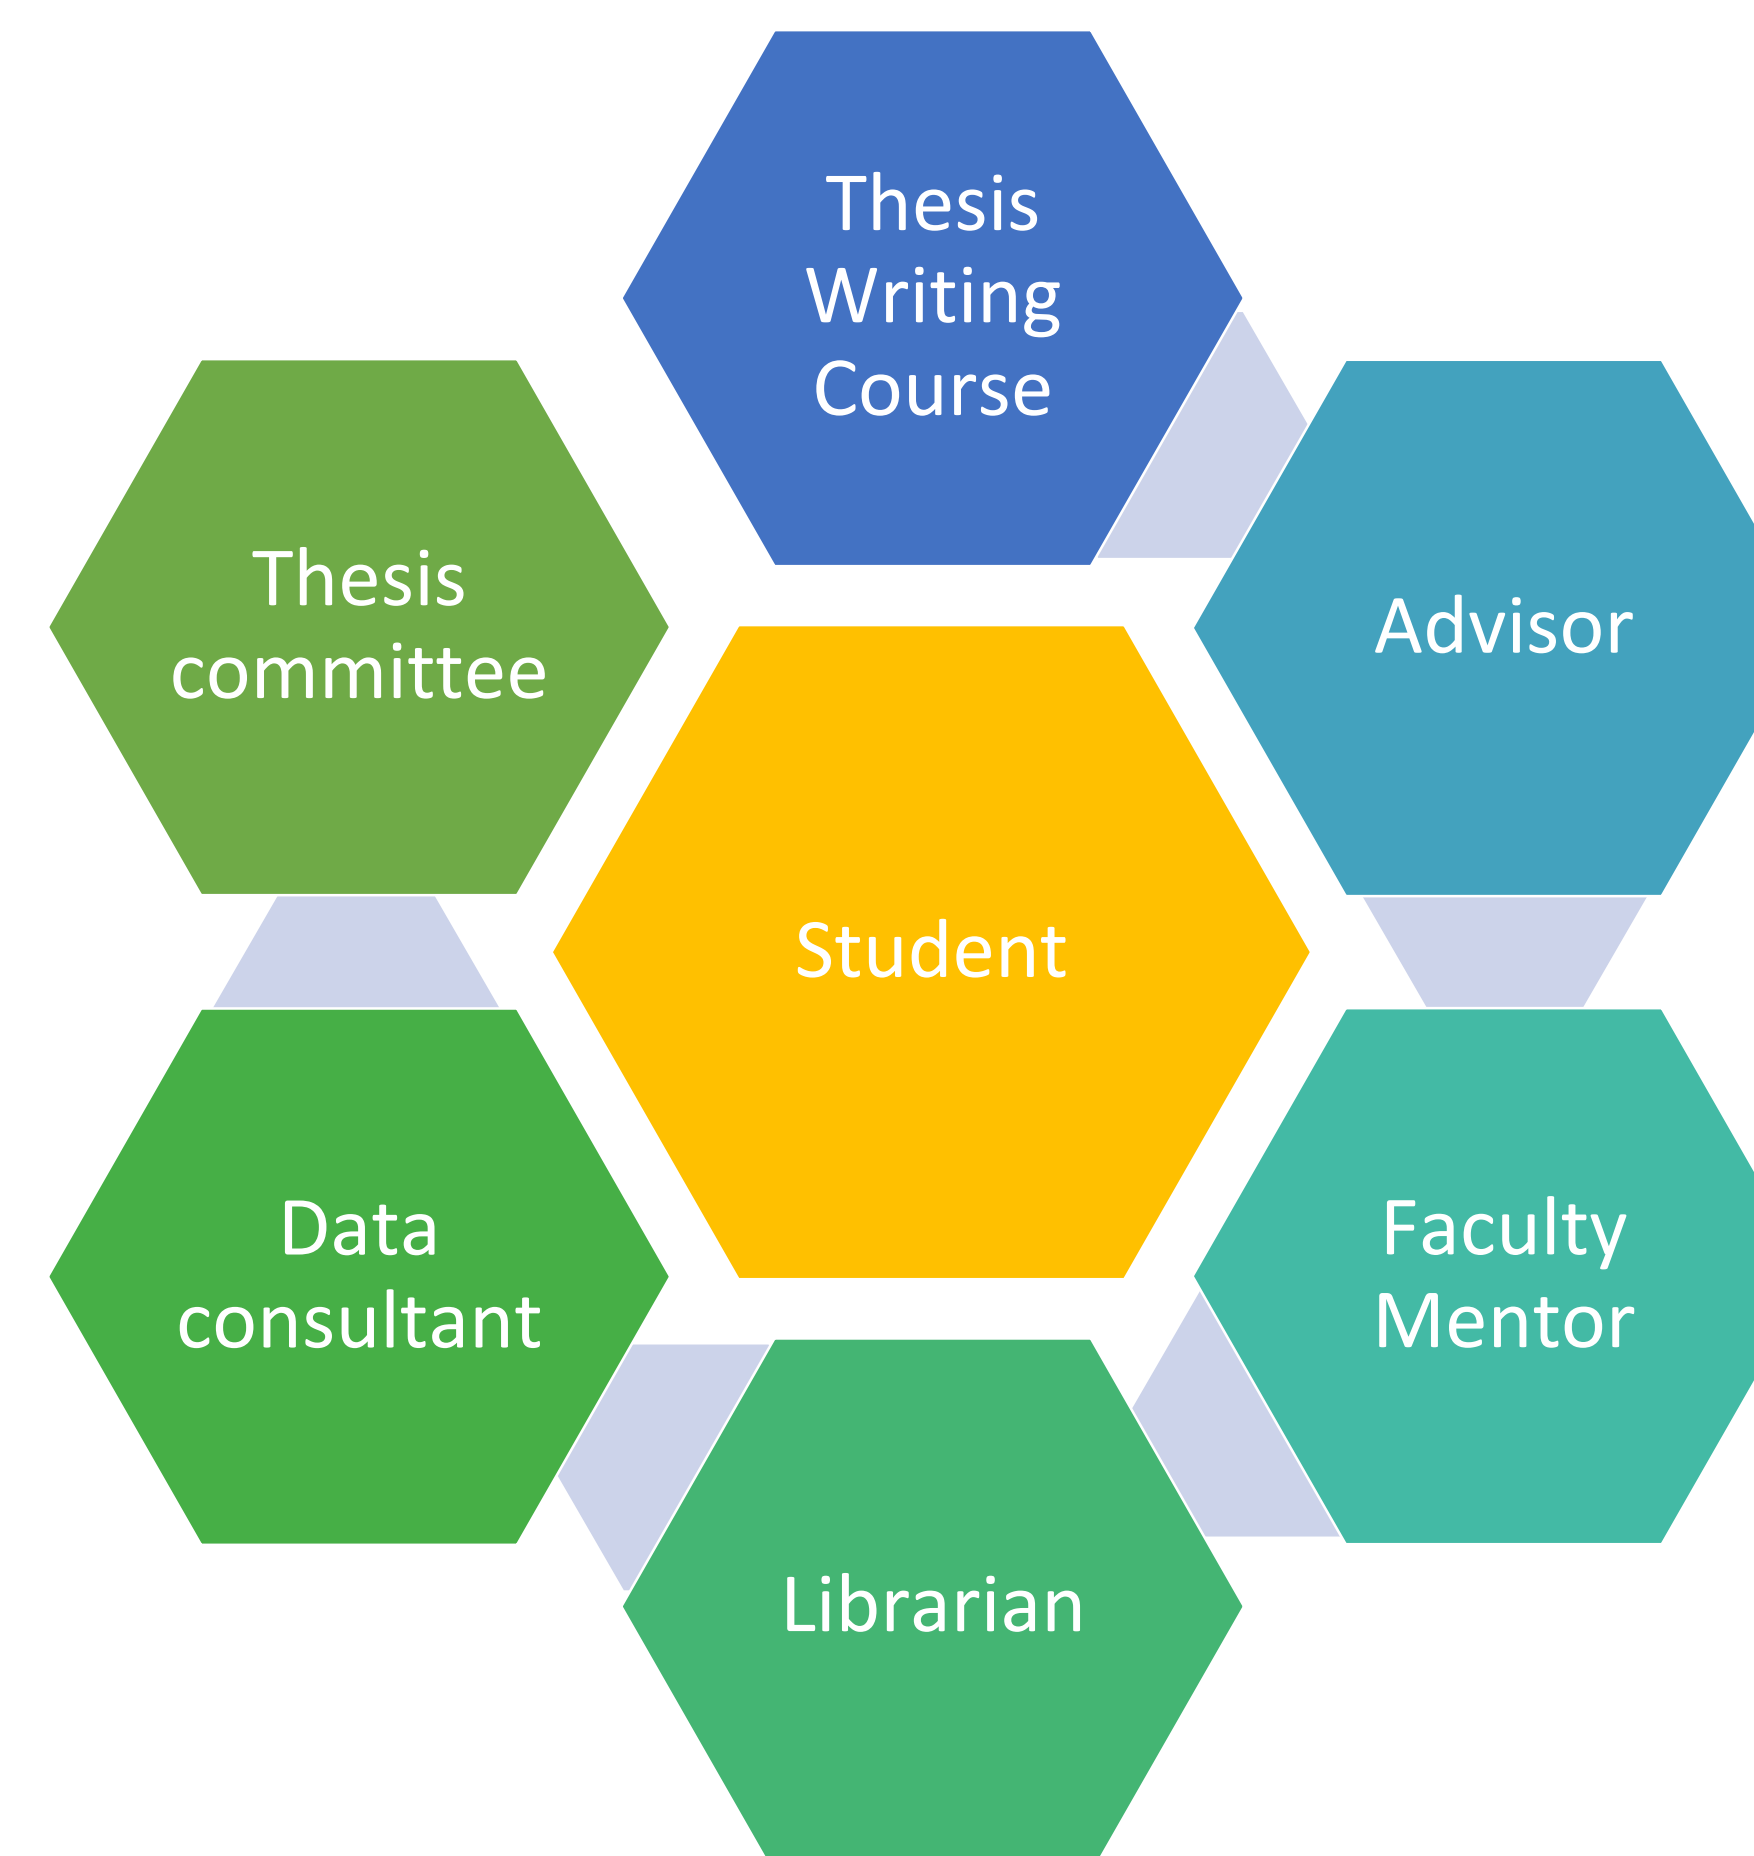 Thesis
Writing
Course
Thesis
committee
Advisor
Student
Data
consultant
Faculty
Mentor
Librarian